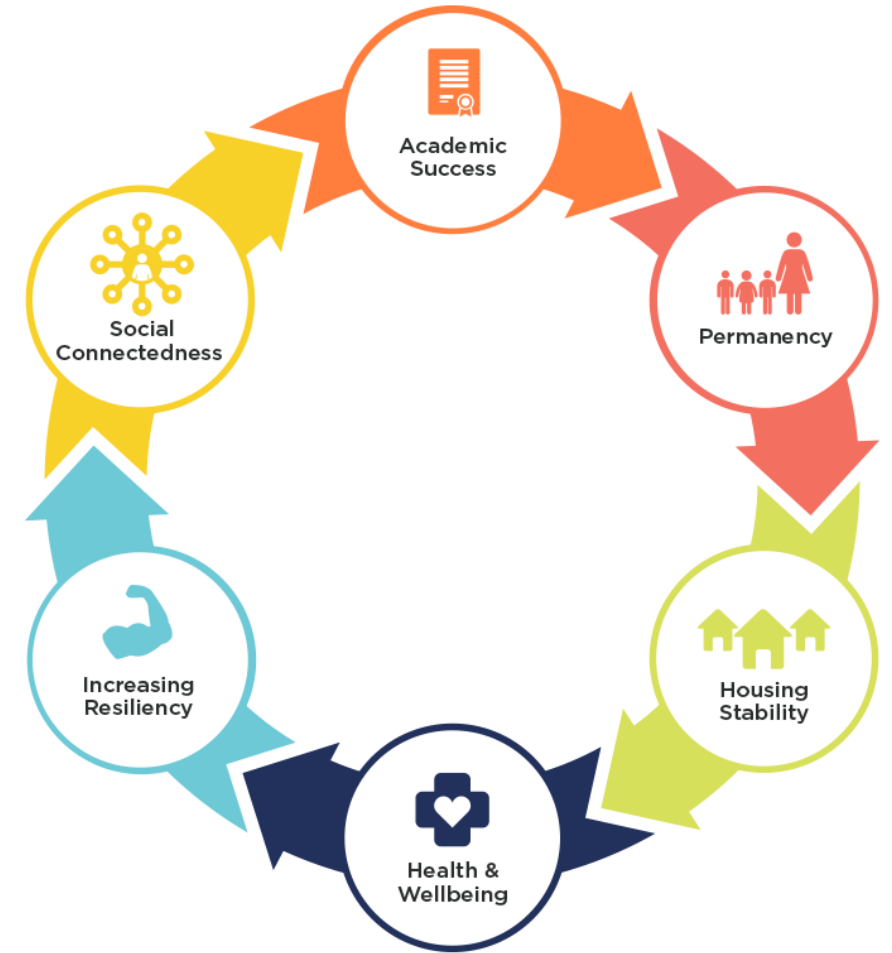 Academic
Success
Permanency
Housing
Stability
Health &
Wellbeing
Increasing
Resiliency
Social
Connectedness